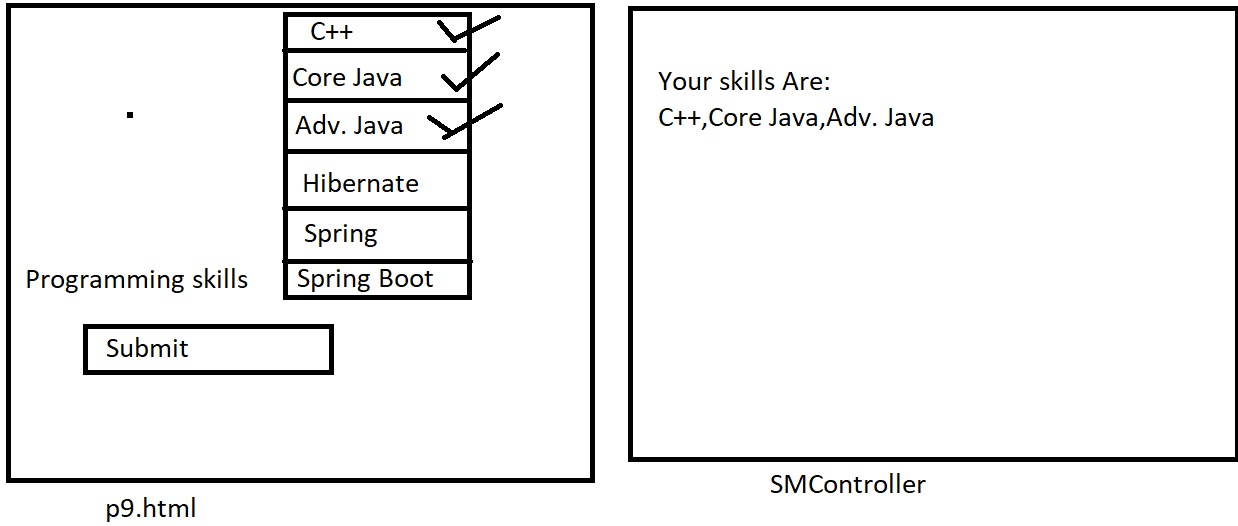 C++
Core Java
Adv. Java
Hibernate
Spring
Programming skills
Spring Boot
Submit
p9.html
Your skills Are:
C++,Core Java,Adv. Java
SMController